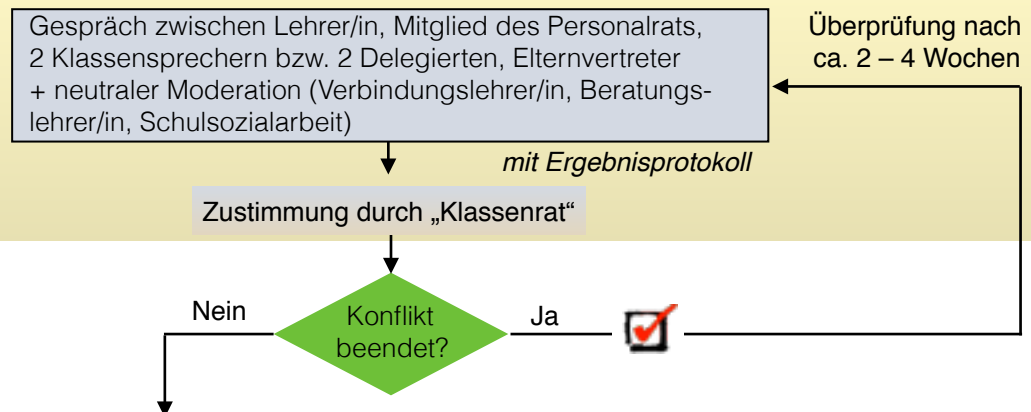 Gespräch zwischen Lehrer/in, Mitglied des Personalrats,
2 Klassensprechern bzw. 2 Delegierten, Elternvertreter
+ neutraler Moderation (Verbindungslehrer/in, Beratungs-
lehrer/in, Schulsozialarbeit)
Überprüfung nach
ca. 2 – 4 Wochen
mit Ergebnisprotokoll
Zustimmung durch „Klassenrat“
Nein
Konflikt
beendet?
Ja